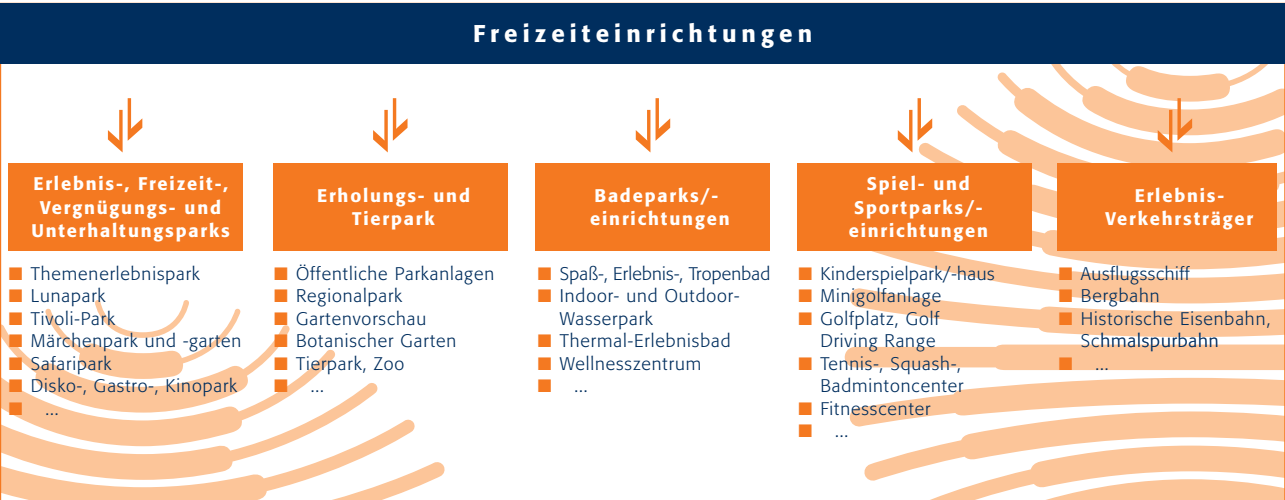 Freizeiteinrichtungen
Erlebnis-, Freizeit-,
Vergnügungs- und
Unterhaltungsparks
■ Themenerlebnispark
■ Lunapark
■ Tivoli-Park
■ Märchenpark und -garten
■ Safaripark
■ Disko-, Gastro-, Kinopark
■ ...
Erholungs- und
Tierpark
■ Öffentliche Parkanlagen
■ Regionalpark
■ Gartenvorschau
■ Botanischer Garten
■ Tierpark, Zoo
■ ...
Badeparks/-
einrichtungen
■ Spaß-, Erlebnis-, Tropenbad
■ Indoor- und Outdoor-
Wasserpark
■ Thermal-Erlebnisbad
■ Wellnesszentrum
■ ...
Spiel- und
Sportparks/-
einrichtungen
■ Kinderspielpark/-haus
■ Minigolfanlage
■ Golfplatz, Golf
Driving Range
■ Tennis-, Squash-,
Badmintoncenter
■ Fitnesscenter
■ ...
Erlebnis-
Verkehrsträger
■ Ausflugsschiff
■ Bergbahn
■ Historische Eisenbahn,
Schmalspurbahn
■ ...